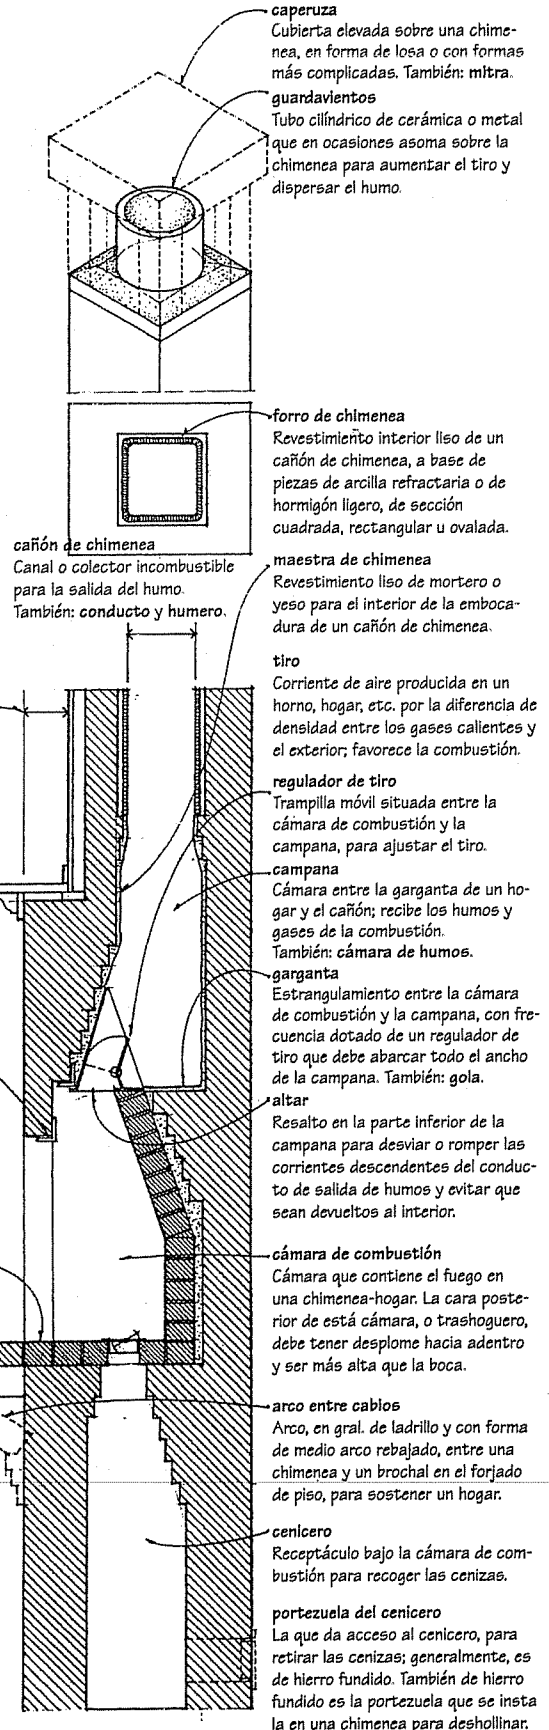 caperuza
Cubierta elevada sobre una chime-
nea, en forma de losa o con formas
más complicadas. También: mitra.
guardavientos
Tubo cilíndrico de cerámica o metal
que en ocasiones asoma sobre la
chimenea para aumentar el tiro y
dispersar el humo.
forro de chimenea
Revestimiento interior liso de un
cañón de chimenea, a base de
piezas de arcilla refractaria o de
hormigón ligero, de sección
cuadrada, rectangular u ovalada.
cañón de chimenea
Canal o colector incombustible
para la salida del humo.
También: conducto y humero.
maestra de chimenea
Revestimiento liso de mortero o
yeso para el interior de la emboca-
dura de un cañón de chimenea.
tiro
Corriente de aire producida en un
horno, hogar, etc. por la diferencia de
densidad entre los gases calientes y
el exterior; favorece la combustión.
regulador de tiro
Trampilla móvil situada entre la
cámara de combustión y la
campana, para ajustar el tiro.
campana
Cámara entre la garganta de un ho-
gar y el cañón; recibe los humos y
gases de la combustión.
También: cámara de humos.
garganta
Estrangulamiento entre la cámara
de combustión y la campana, con fre-
cuencia dotado de un regulador de
tiro que debe abarcar todo el ancho
de la campana. También: gola.
altar
Resalto en la parte inferior de la
campana para desviar o romper las
corrientes descendentes del conduc-
to de salida de humos y evitar que
sean devueltos al interior.
cámara de combustión
Cámara que contiene el fuego en
una chimenea-hogar. La cara poste-
rior de está cámara, o trashoguero,
debe tener desplome hacia adentro
y ser más alta que la boca.
arco entre cabios
Arco, en gral. de ladrillo y con forma
de medio arco rebajado, entre una
chimenea y un brochal en el forjado
de piso, para sostener un hogar.
cenicero
Receptáculo bajo la cámara de com-
bustión para recoger las cenizas.
portezuela del cenicero
La que da acceso al cenicero, para
retirar las cenizas; generalmente, es
de hierro fundido. También de hierro
fundido es la portezuela que se insta
la en una chimenea para deshollinar.